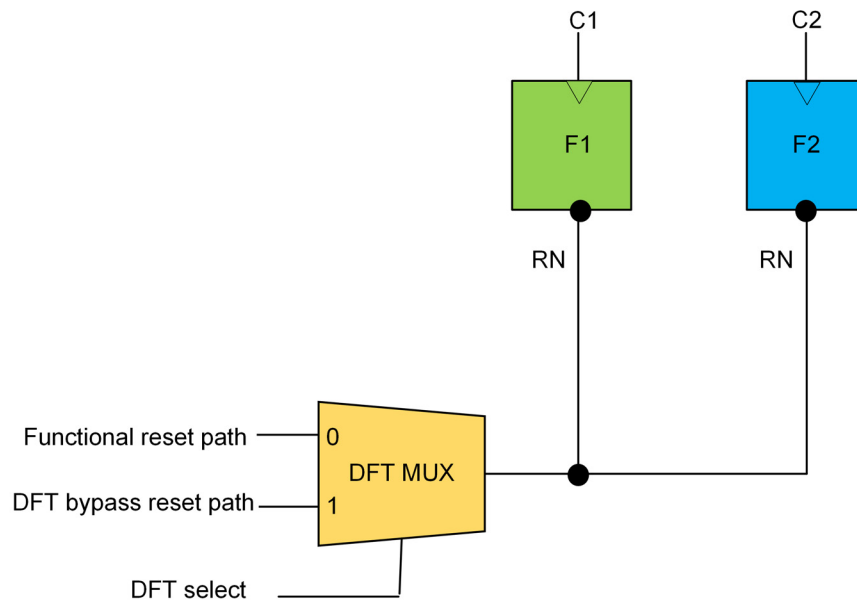 C1
C2
F1
F2
RN
RN
Functional reset path
0
DFT MUX
DFT bypass reset path
1
DFT select